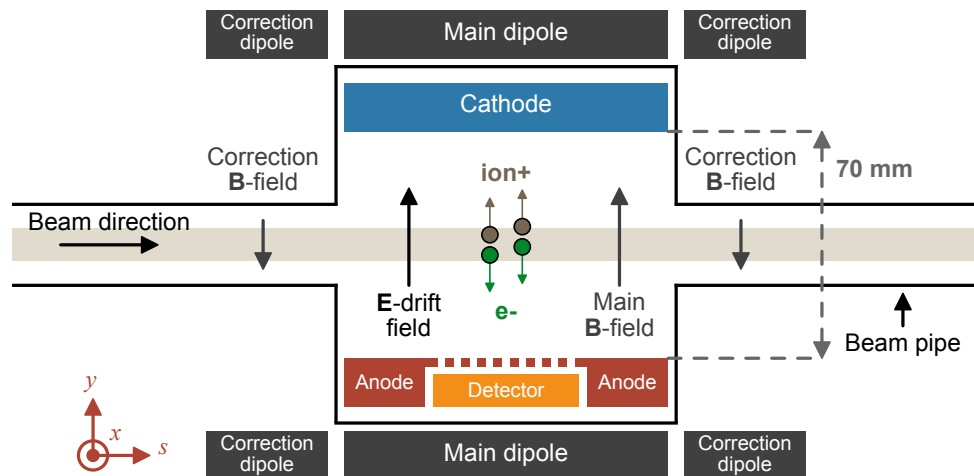 Correction
dipole
Main dipole
Correction
dipole
Cathode
Correction
B-field
ion+
Correction
B-field
70 mm
Beam direction
E-drift
field
e-
Main
B-field
Beam pipe
Anode
Detector
Anode
y
x
s
Correction
dipole
Main dipole
Correction
dipole